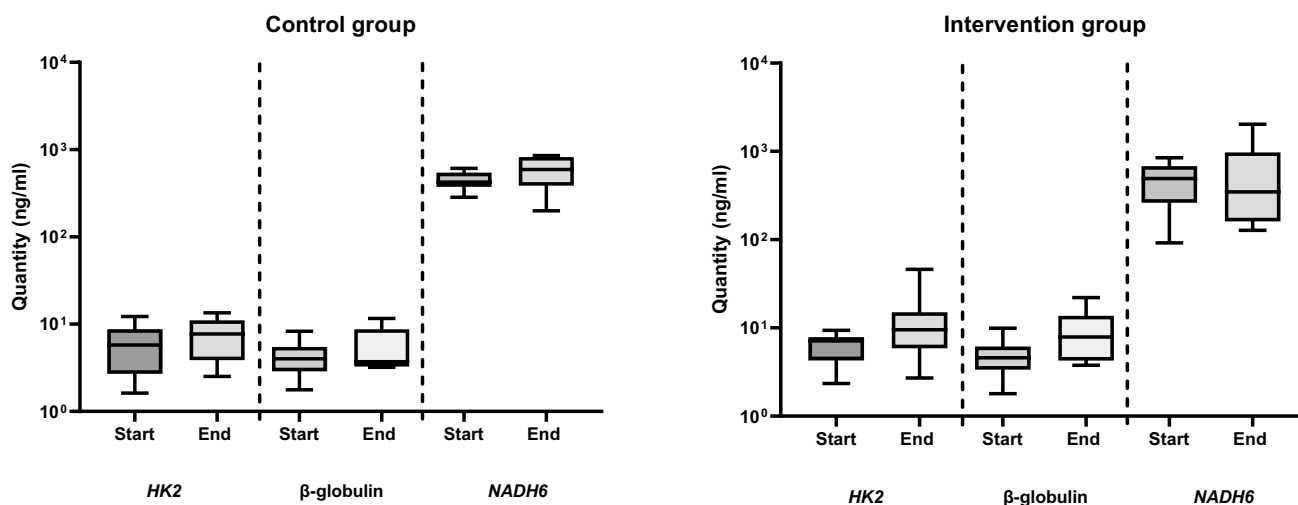 Control group
Quantity (ng/ml)
10⁴
10³
10²
10¹
10⁰
Start
End
Start
End
Start
End
HK2
β-globulin
NADH6
Intervention group
Quantity (ng/ml)
10⁴
10³
10²
10¹
10⁰
Start
End
Start
End
Start
End
HK2
β-globulin
NADH6